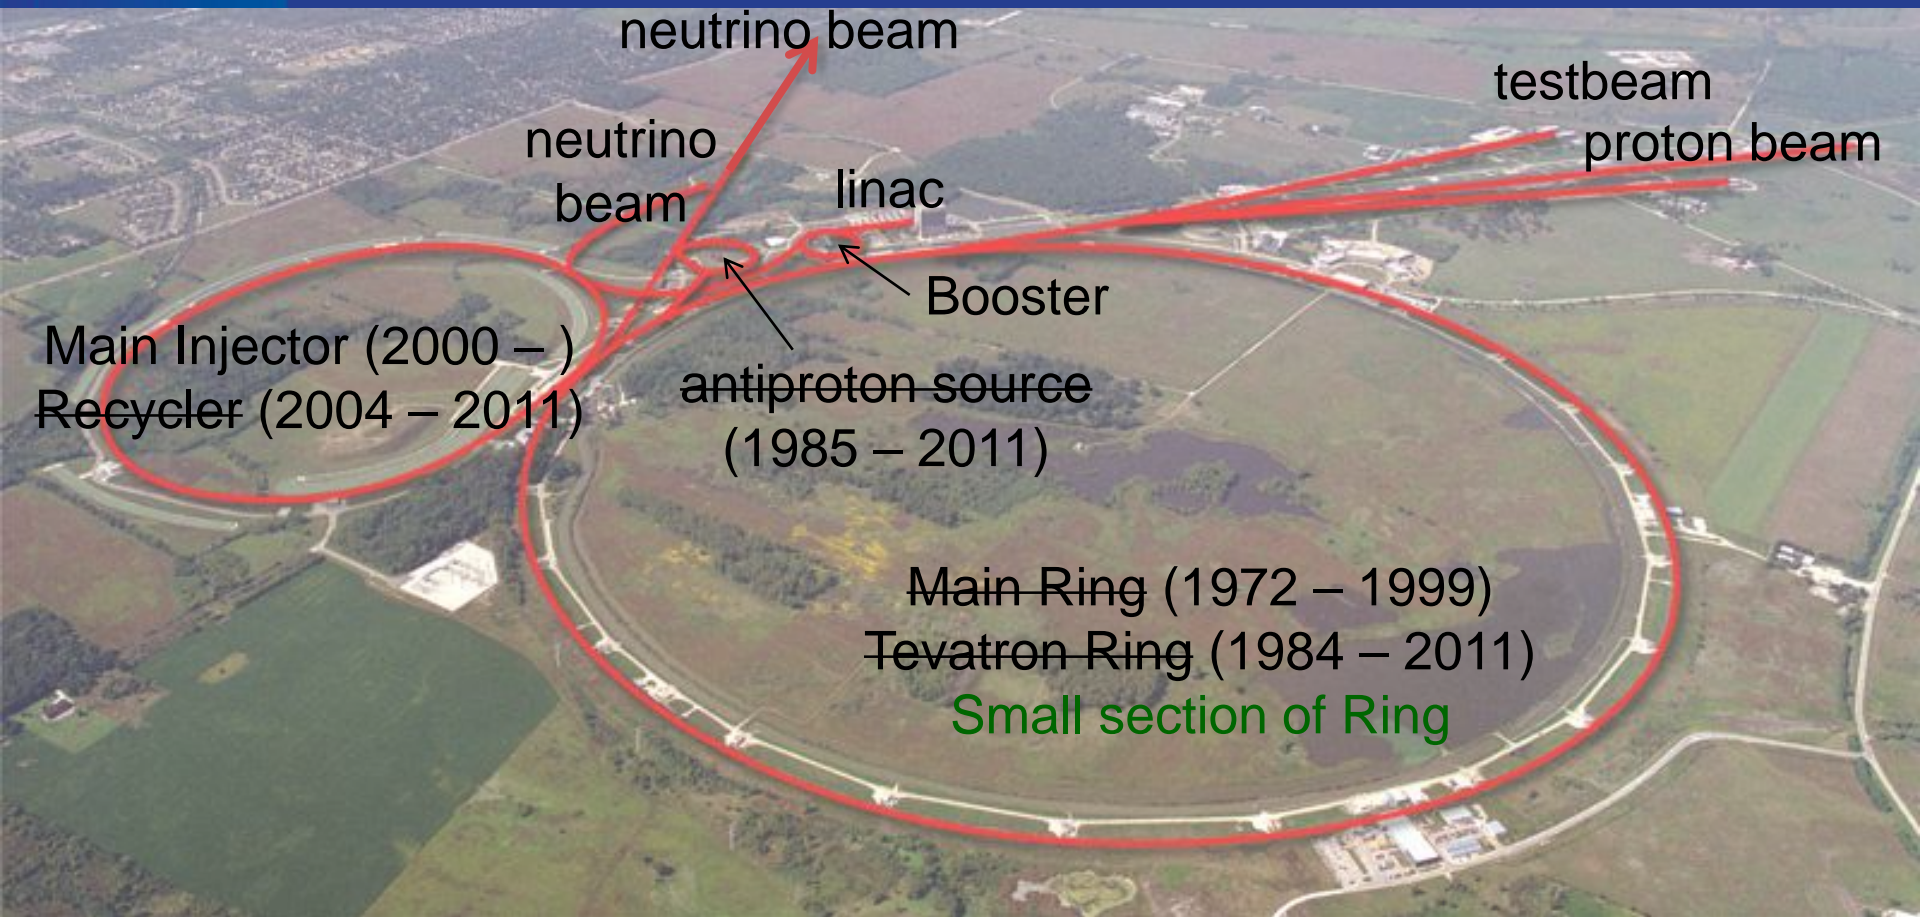 neutrino beam
testbeam
neutrino
beam
proton beam
linac
Booster
Main Injector (2000 – )
Recycler (2004 – 2011)
antiproton source
(1985 – 2011)
Main Ring (1972 – 1999)
Tevatron Ring (1984 – 2011)
Small section of Ring